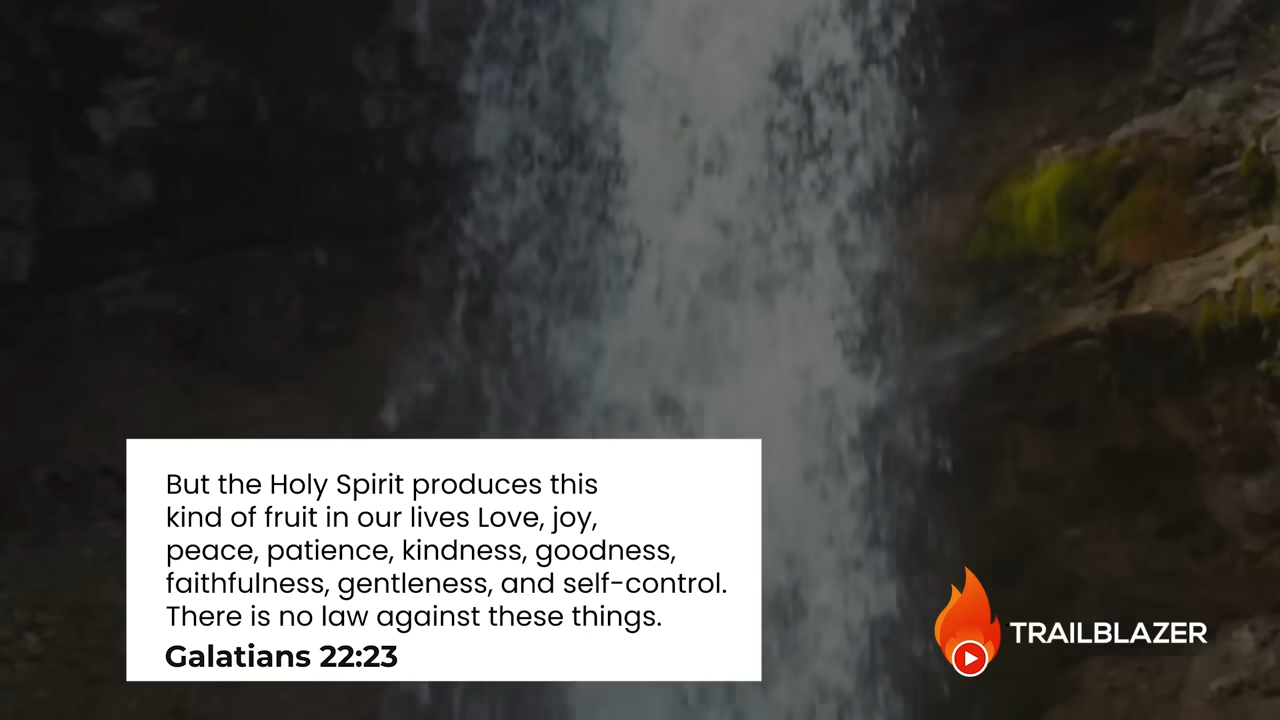 But the Holy Spirit produces this
kind of fruit in our lives Love, joy,
peace, patience, kindness, goodness,
faithfulness, gentleness, and self-control.
There is no law against these things.
Galatians 22:23
TRAILBLAZER